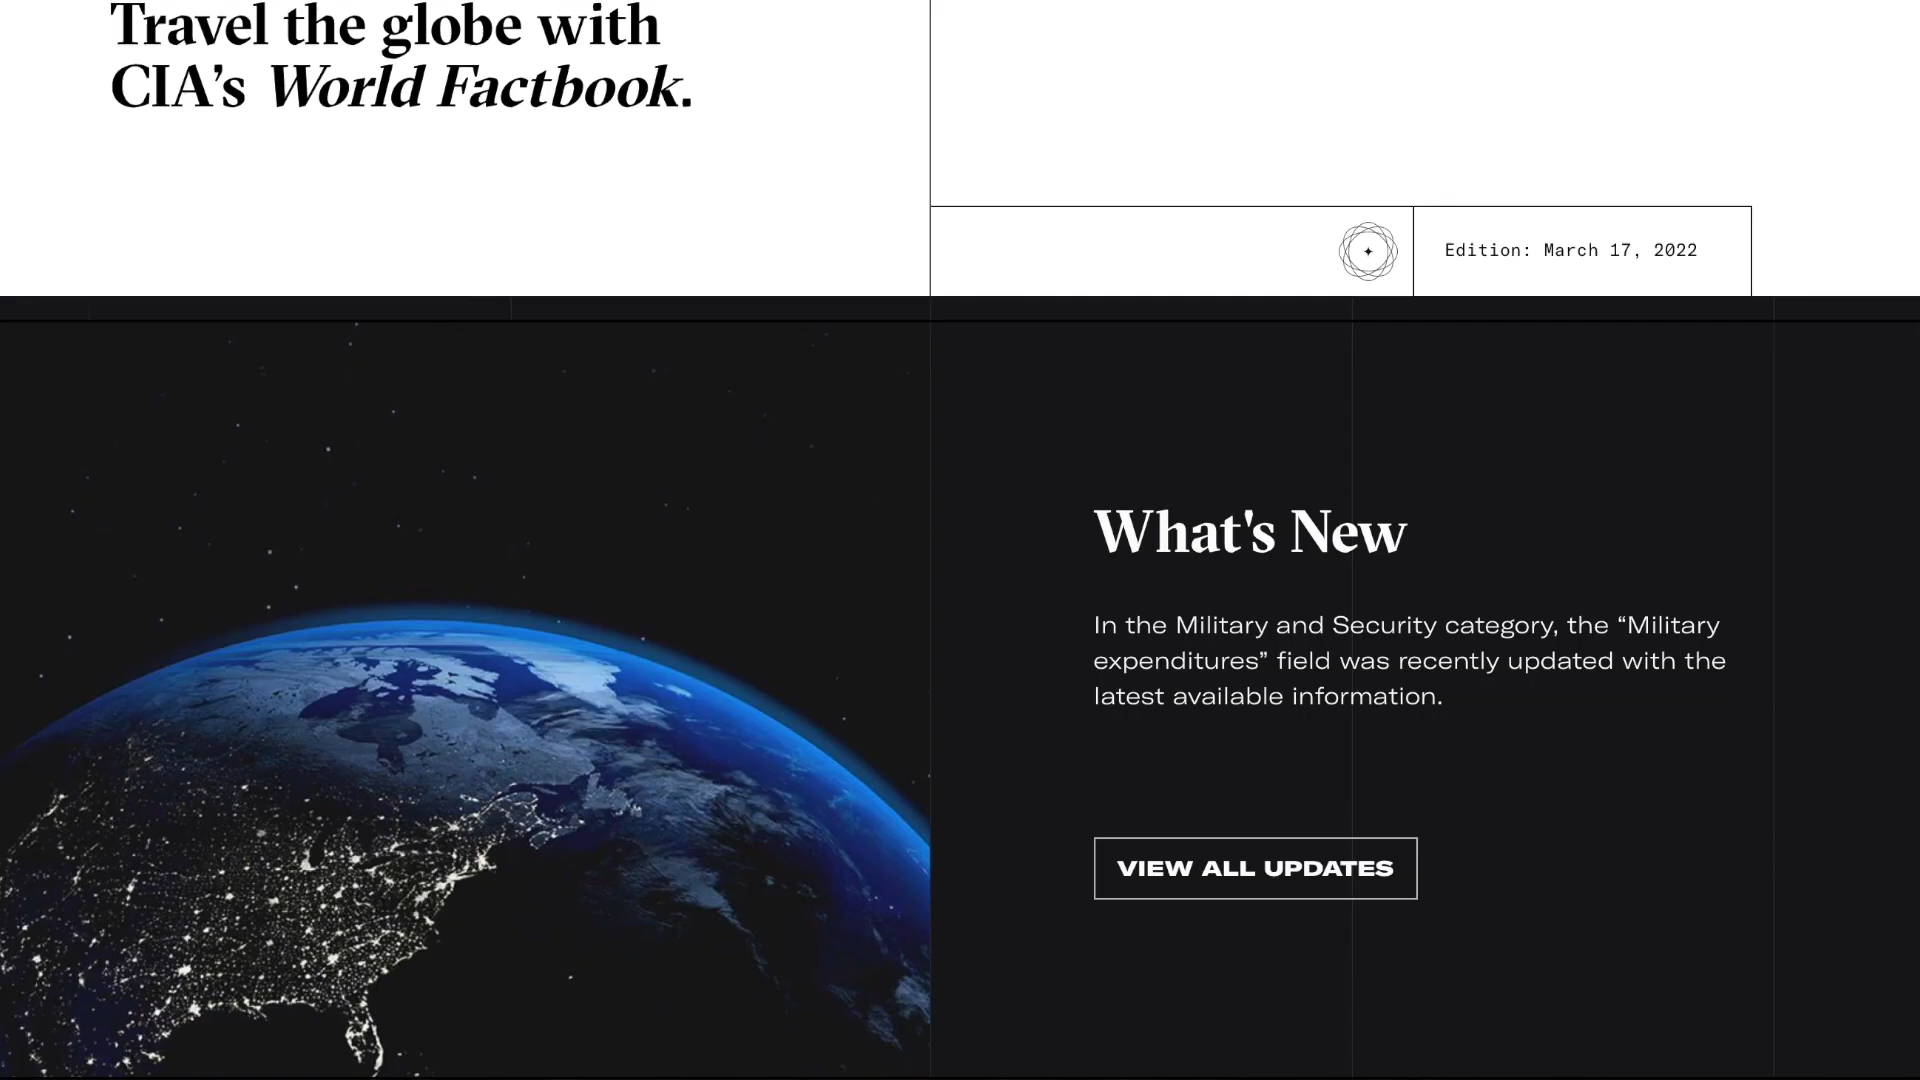 Travel the globe with
CIA’s World Factbook.
Edition: March 17, 2022
What's New
In the Military and Security category, the “Military
expenditures” field was recently updated with the
latest available information.
VIEW ALL UPDATES